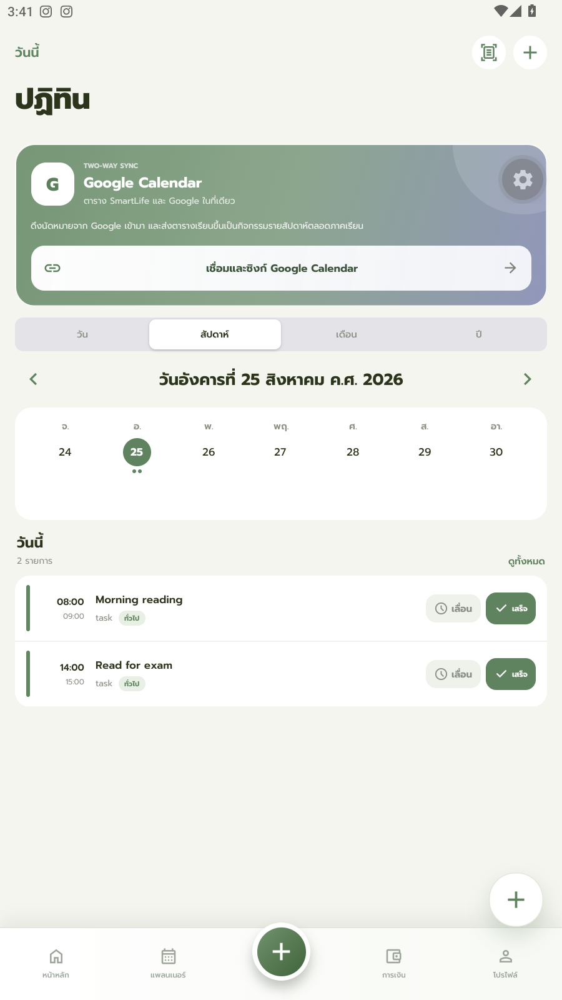 3:41
วันนี้
ปฏิทิน
TWO-WAY SYNC
G
Google Calendar
ตาราง SmartLife และ Google ในที่เดียว
ดึงนัดหมายจาก Google เข้ามา และส่งตารางเรียนขึ้นเป็นกิจกรรมรายสัปดาห์ตลอดภาคเรียน
เชื่อมและซิงก์ Google Calendar
วัน สัปดาห์ เดือน ปี
วันอังคารที่ 25 สิงหาคม ค.ศ. 2026
จ. อ. พ. พฤ. ศ. ส. อา.
24 25 26 27 28 29 30
วันนี้
2 รายการ ดูทั้งหมด
08:00 Morning reading
09:00 task ทั่วไป เลื่อน เสร็จ
14:00 Read for exam
15:00 task ทั่วไป เลื่อน เสร็จ
หน้าหลัก แพลนเนอร์ การเงิน โปรไฟล์